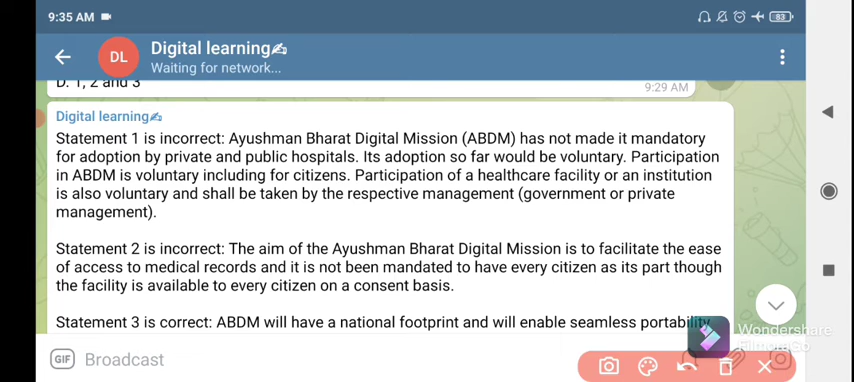 9:35 AM
83
DL
Digital learning✍
Waiting for network...
D. 1, 2 and 3
9:29 AM
Digital learning✍
Statement 1 is incorrect: Ayushman Bharat Digital Mission (ABDM) has not made it mandatory
for adoption by private and public hospitals. Its adoption so far would be voluntary. Participation
in ABDM is voluntary including for citizens. Participation of a healthcare facility or an institution
is also voluntary and shall be taken by the respective management (government or private
management).
Statement 2 is incorrect: The aim of the Ayushman Bharat Digital Mission is to facilitate the ease
of access to medical records and it is not been mandated to have every citizen as its part though
the facility is available to every citizen on a consent basis.
Statement 3 is correct: ABDM will have a national footprint and will enable seamless portability
Wondershare
FilmoraGo
GIF
Broadcast